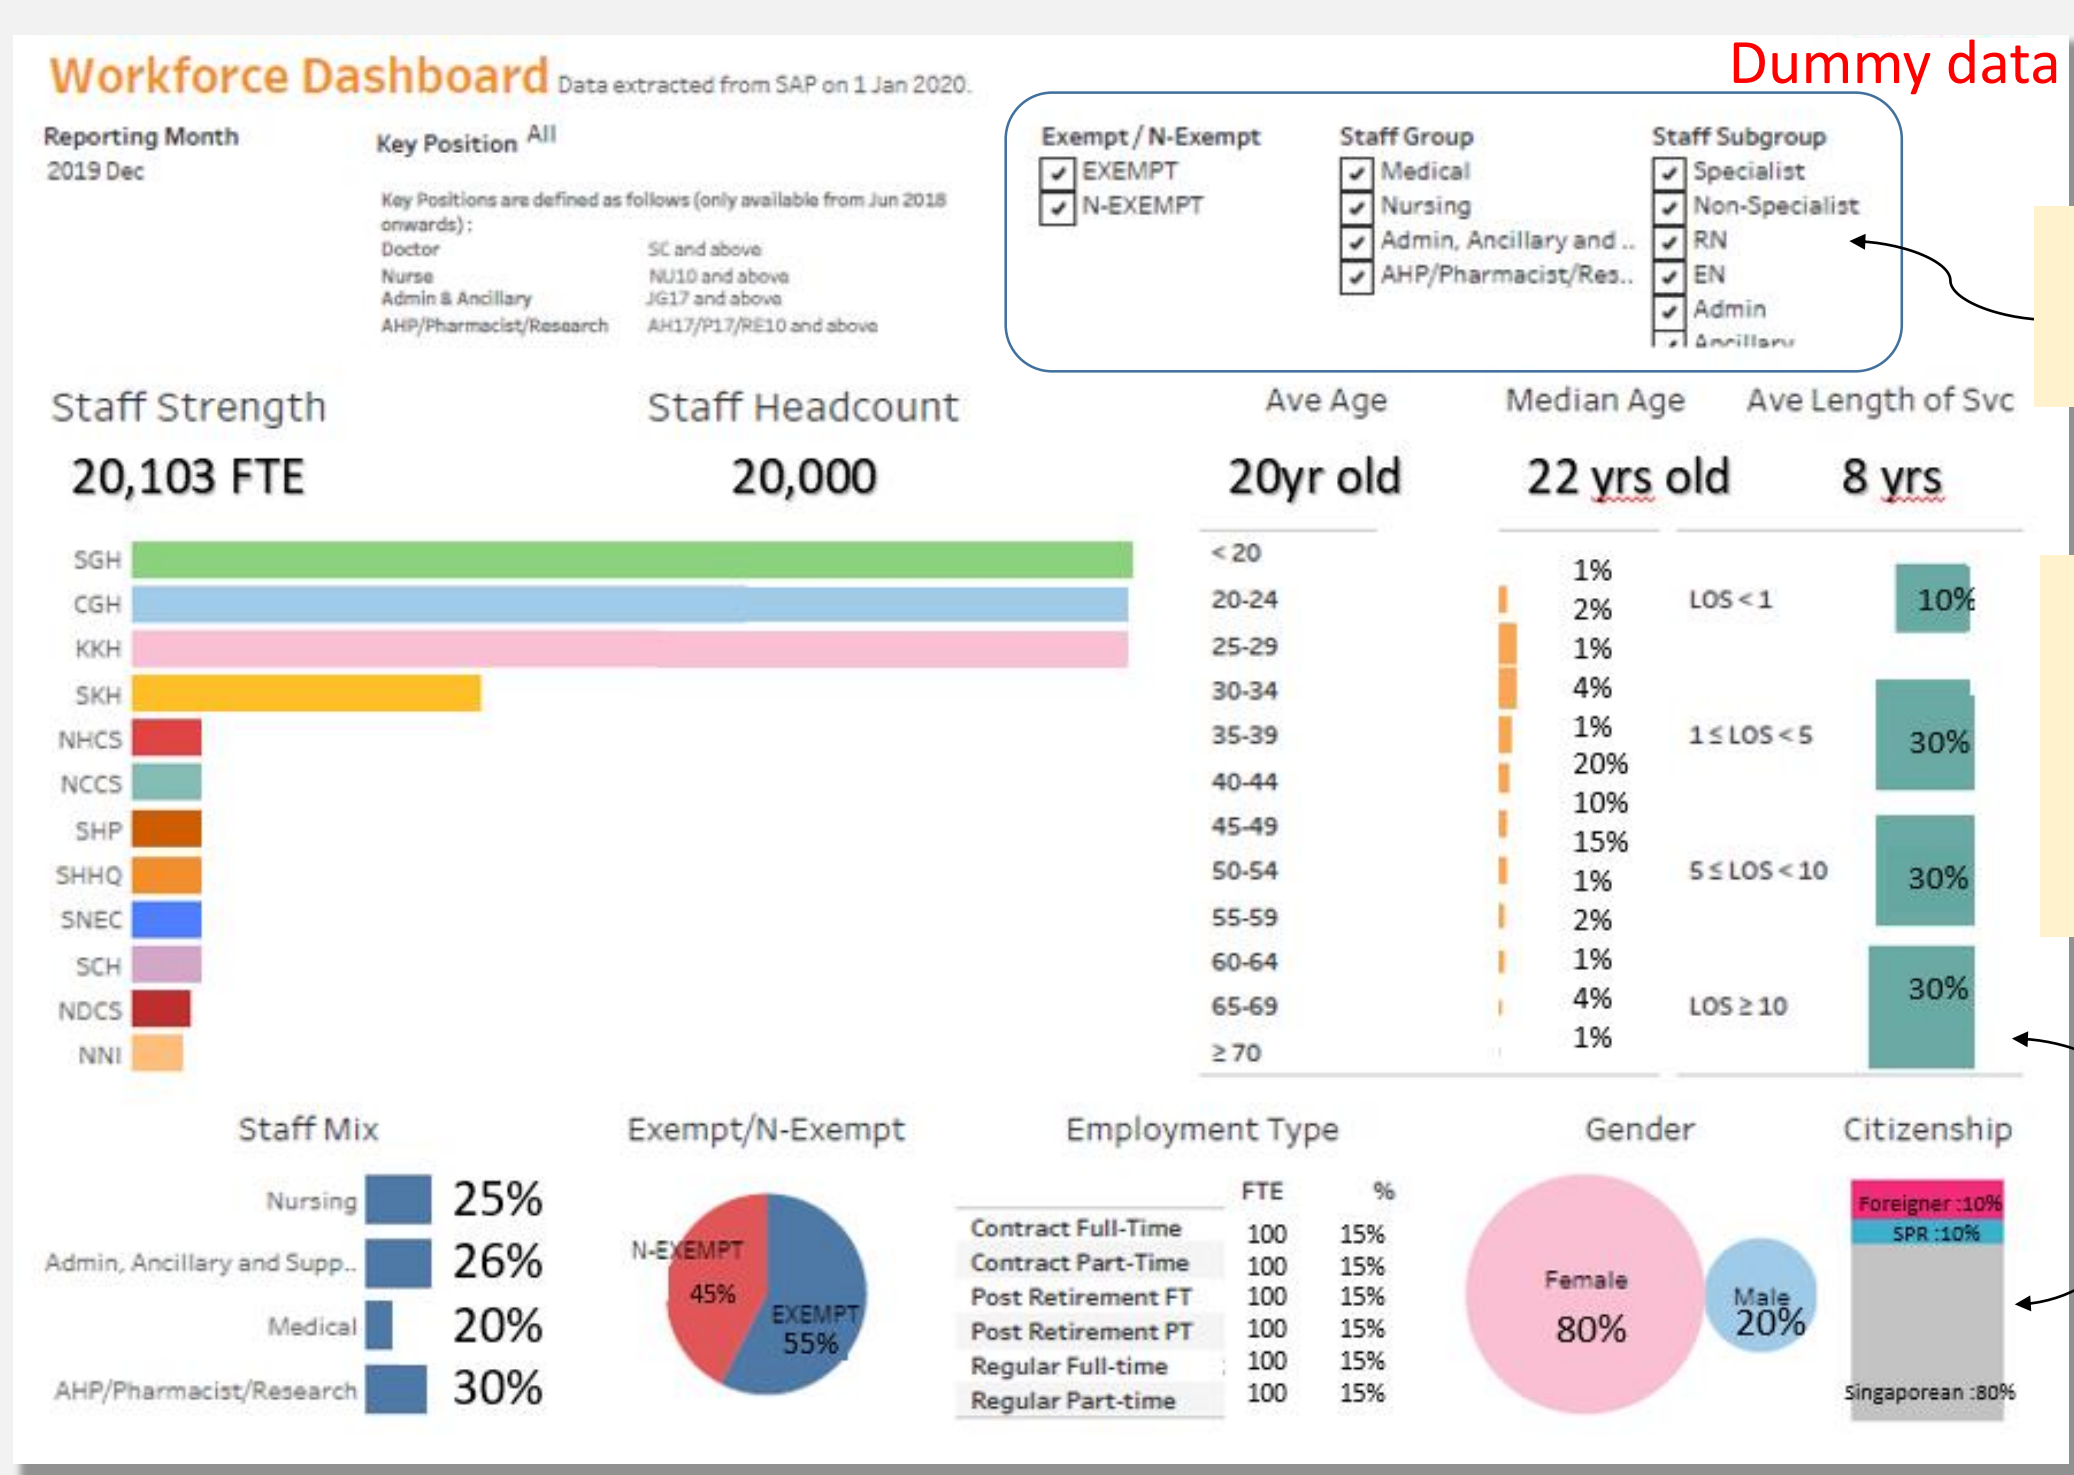 Dummy data
Workforce Dashboard Data extracted from SAP on 1 Jan 2020.
Reporting Month
2019 Dec
Key Position All
Key Positions are defined as follows (only available from Jun 2018
onwards) :
Doctor SC and above
Nurse NU10 and above
Admin & Ancillary JG17 and above
AHP/Pharmacist/Research AH17/P17/RE10 and above
Exempt / N-Exempt
EXEMPT
N-EXEMPT
Staff Group
Medical
Nursing
Admin, Ancillary and ..
AHP/Pharmacist/Res..
Staff Subgroup
Specialist
Non-Specialist
RN
EN
Admin
Ancillary
Staff Strength
20,103 FTE
Staff Headcount
20,000
Ave Age
20yr old
Median Age
22 yrs old
Ave Length of Svc
8 yrs
SGH
CGH
KKH
SKH
NHCS
NCCS
SHP
SHHQ
SNEC
SCH
NDCS
NNI
< 20
20-24
25-29
30-34
35-39
40-44
45-49
50-54
55-59
60-64
65-69
≥ 70
1%
2%
1%
4%
1%
20%
10%
15%
1%
2%
1%
4%
1%
LOS < 1 10%
1 ≤ LOS < 5 30%
5 ≤ LOS < 10 30%
LOS ≥ 10 30%
Staff Mix
Nursing 25%
Admin, Ancillary and Supp.. 26%
Medical 20%
AHP/Pharmacist/Research 30%
Exempt/N-Exempt
N-EXEMPT
45%
EXEMPT
55%
Employment Type
FTE %
Contract Full-Time 100 15%
Contract Part-Time 100 15%
Post Retirement FT 100 15%
Post Retirement PT 100 15%
Regular Full-time 100 15%
Regular Part-time 100 15%
Gender
Female
80%
Male
20%
Citizenship
Foreigner :10%
SPR :10%
Singaporean :80%